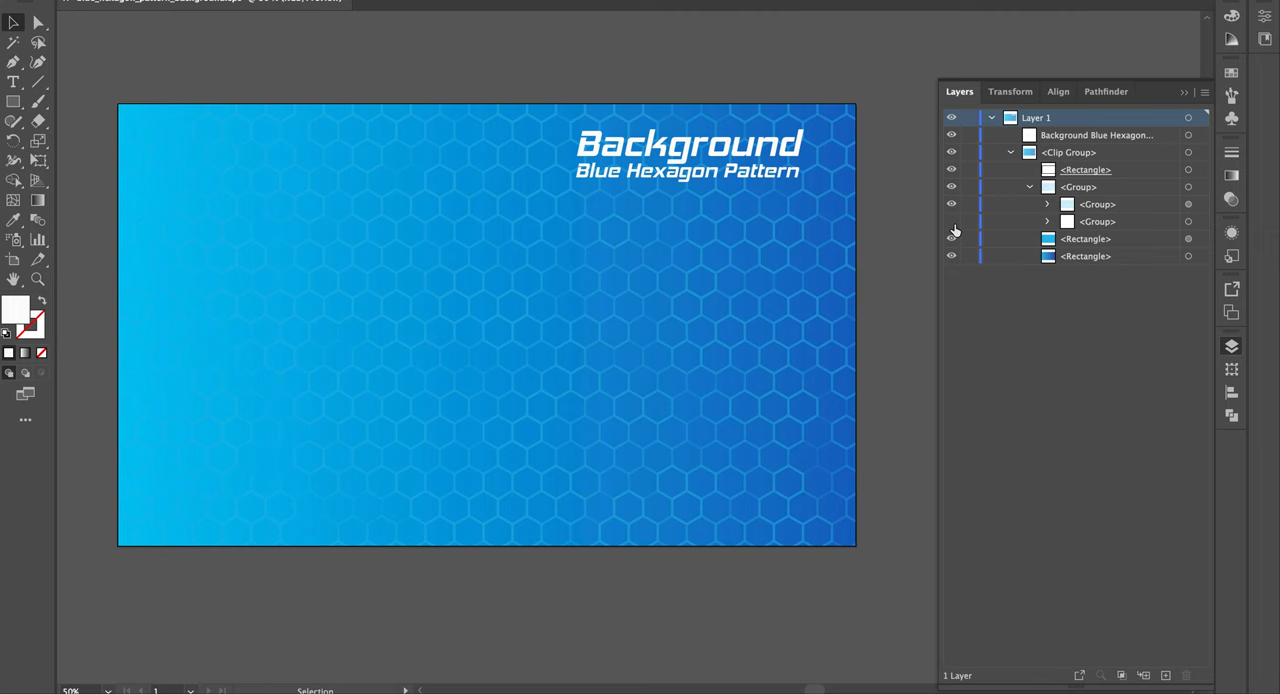 Background
Blue Hexagon Pattern
Layers
Transform
Align
Pathfinder
Layer 1
Background Blue Hexagon...
<Clip Group>
<Rectangle>
<Group>
<Group>
<Group>
<Rectangle>
<Rectangle>
1 Layer
50%
1
Selection